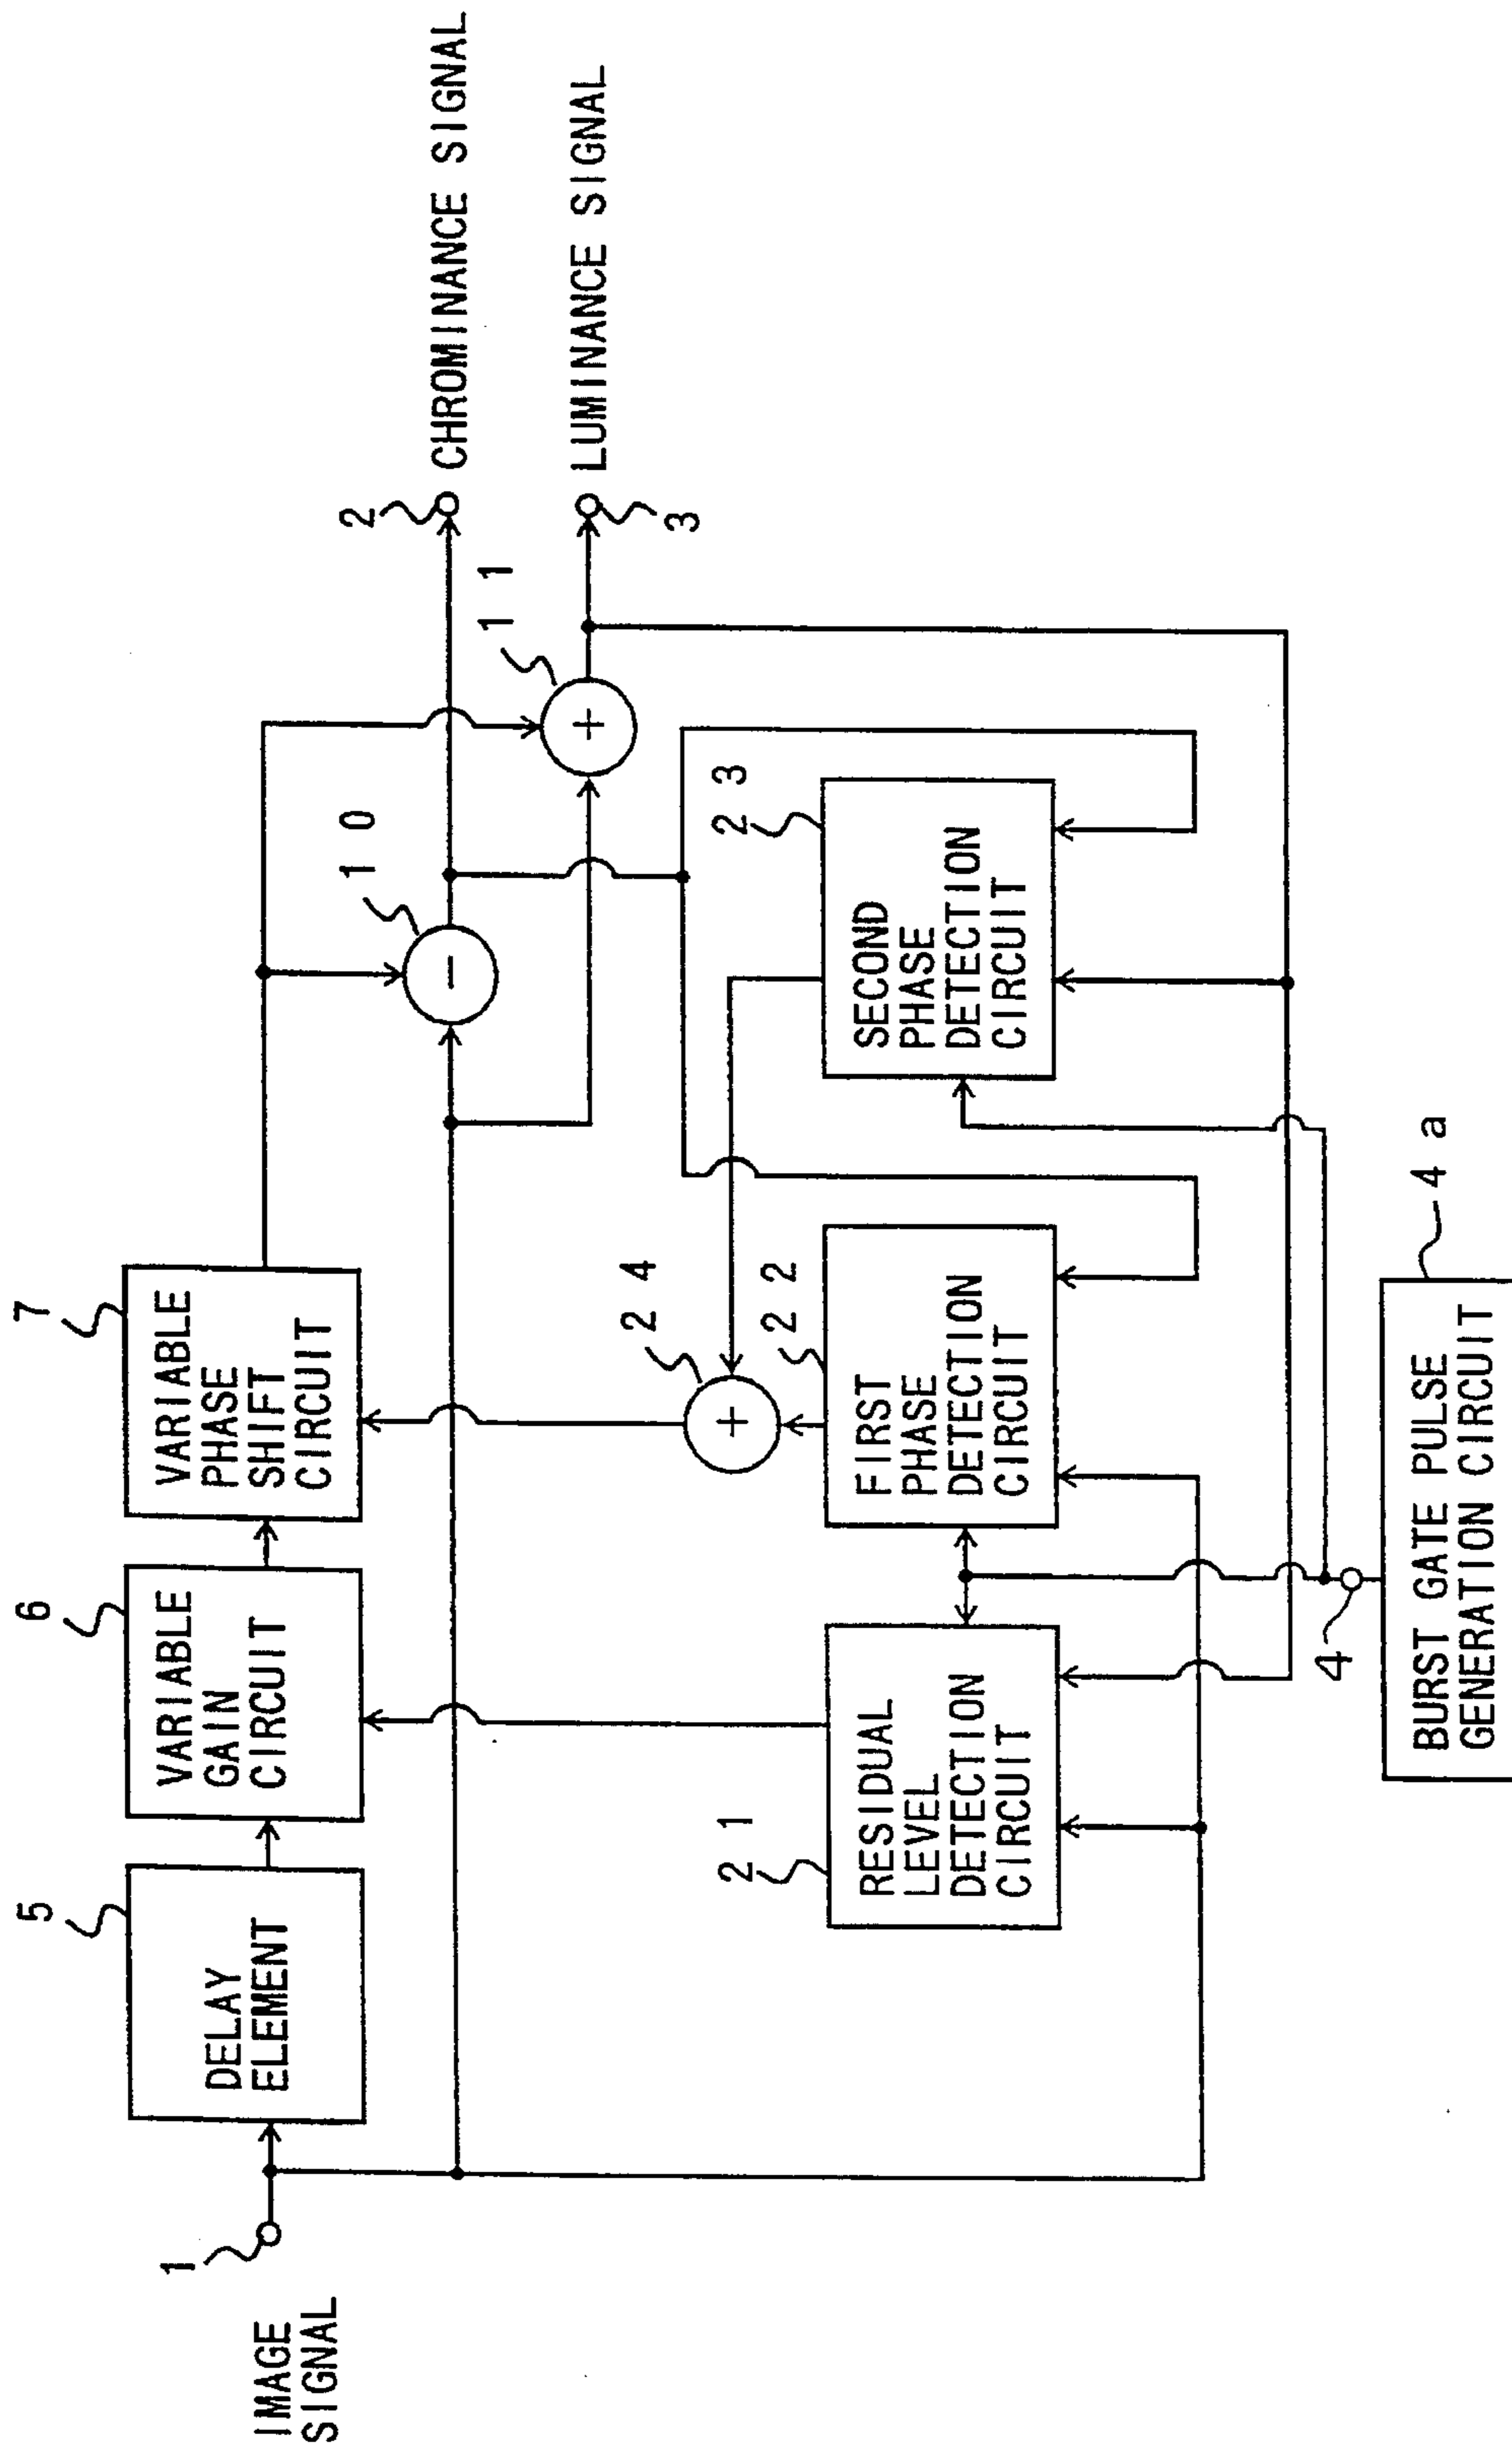 IMAGE
SIGNAL
1
5
DELAY
ELEMENT
6
VARIABLE
GAIN
CIRCUIT
7
VARIABLE
PHASE
SHIFT
CIRCUIT
10
11
2
CHROMINANCE SIGNAL
3
LUMINANCE SIGNAL
21
RESIDUAL
LEVEL
DETECTION
CIRCUIT
24
22
FIRST
PHASE
DETECTION
CIRCUIT
23
SECOND
PHASE
DETECTION
CIRCUIT
4
4a
BURST GATE PULSE
GENERATION CIRCUIT
−
+
+